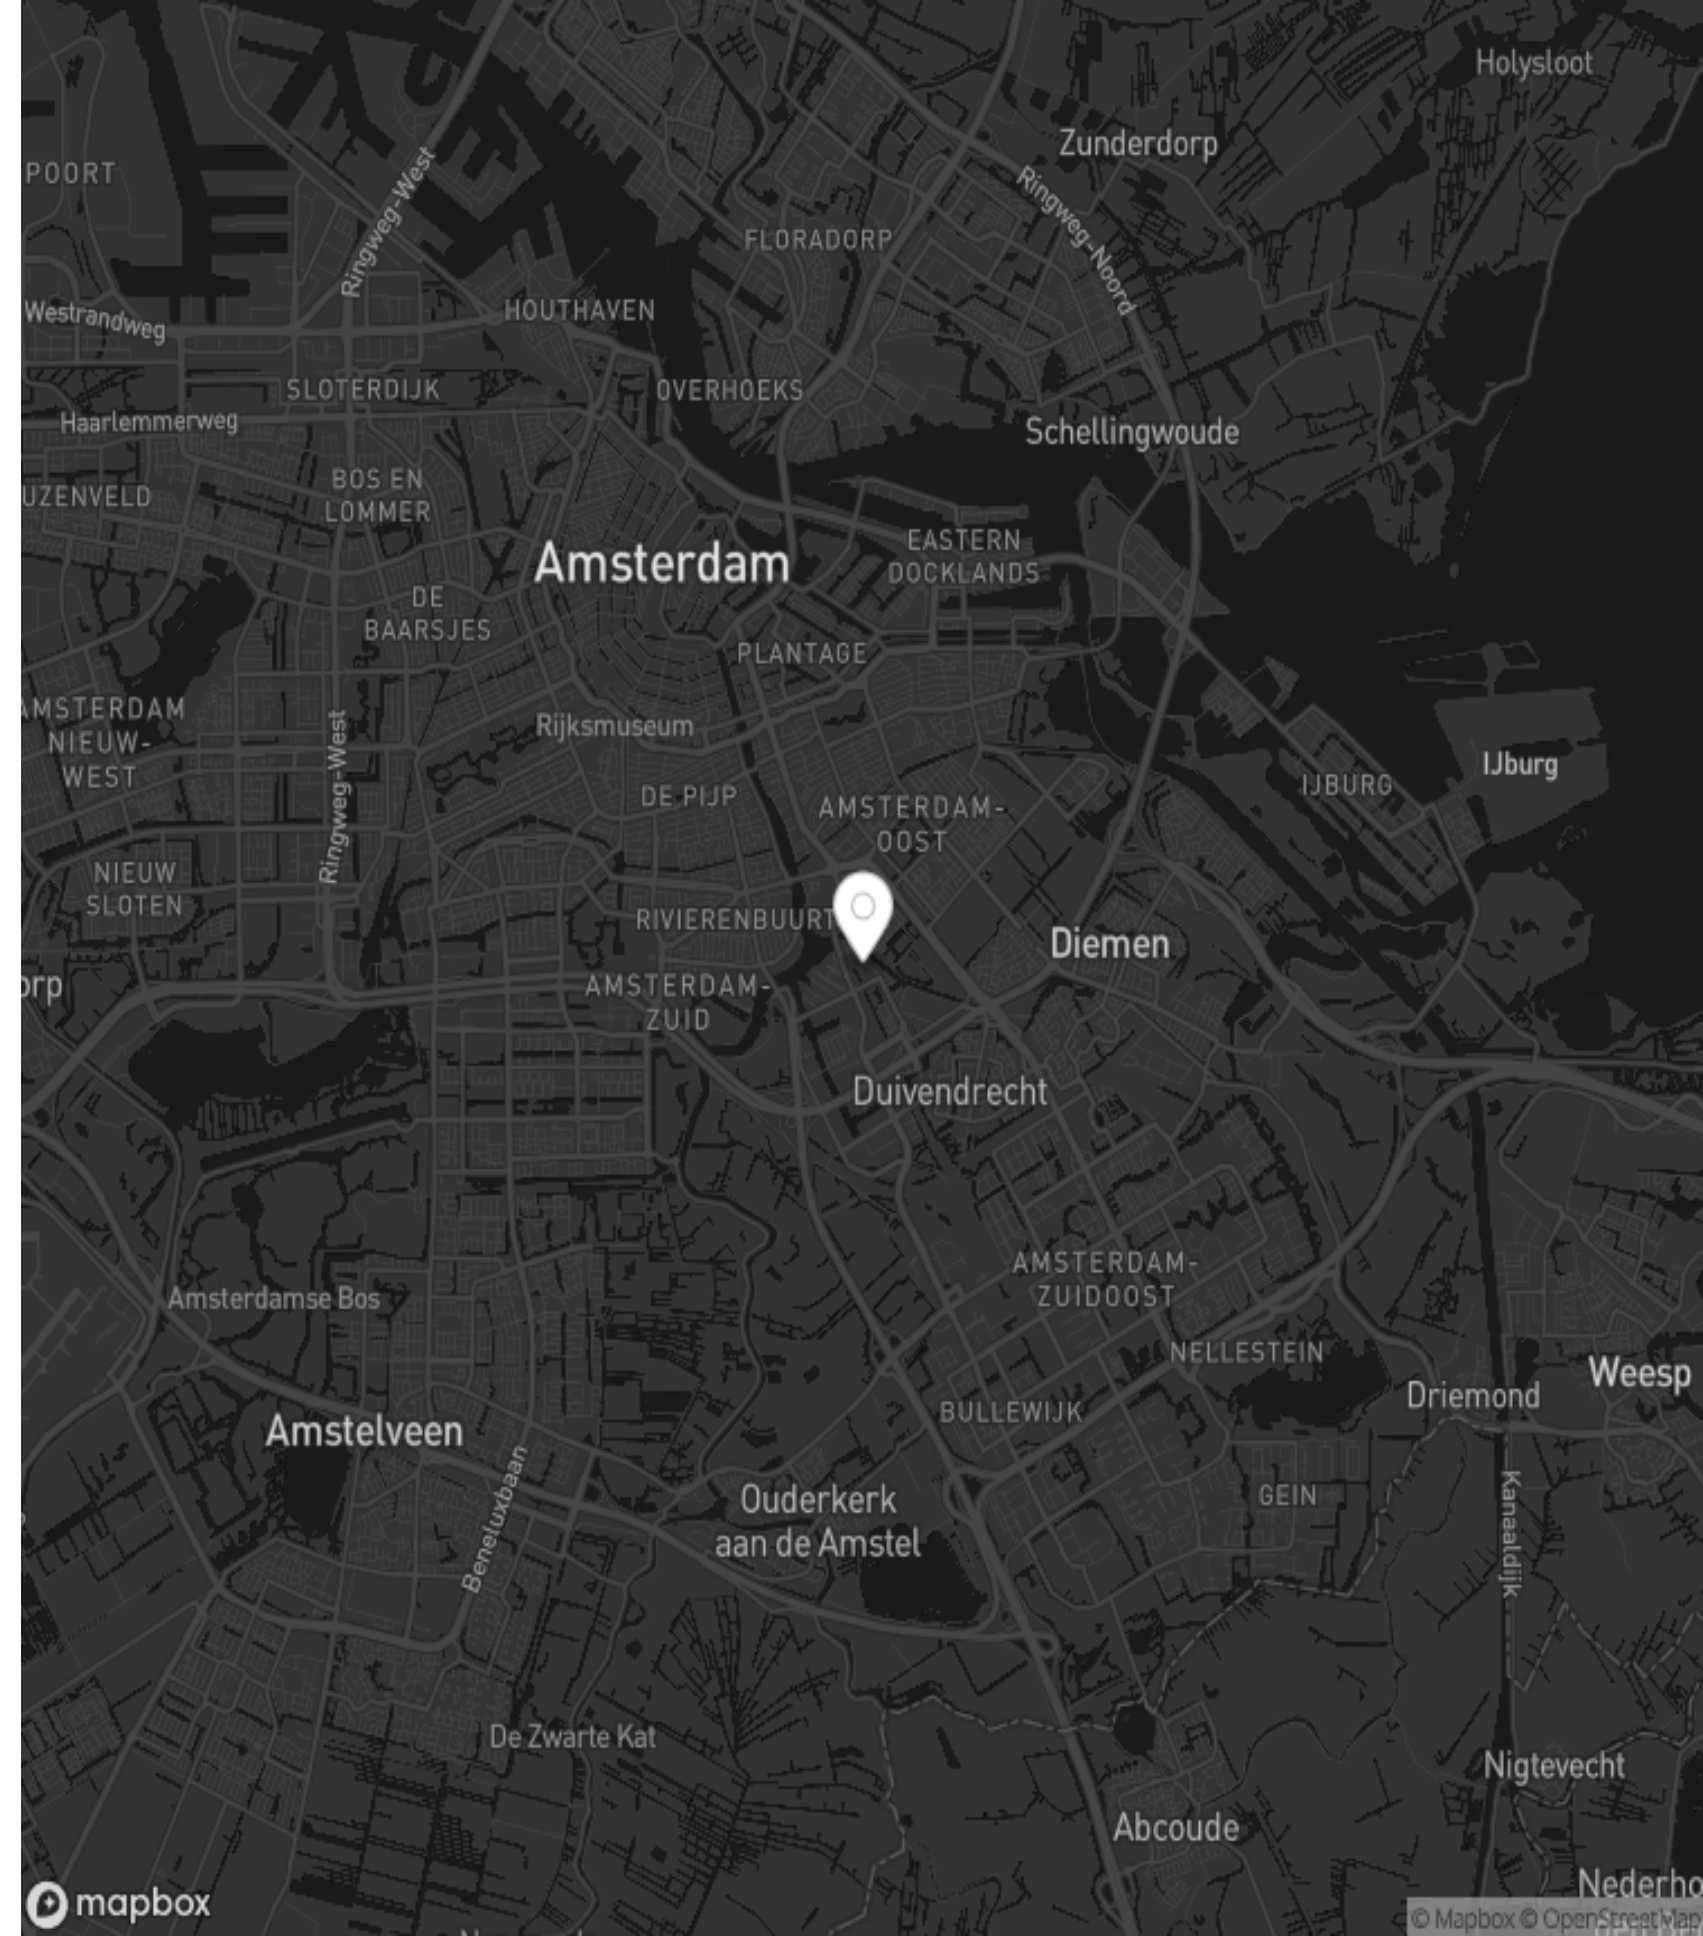 Holysloot
Zunderdorp
POORT
Ringweg-West
Ringweg-Noord
FLORADORP
Westrandweg
HOUTHAVEN
SLOTERDIJK
OVERHOEKS
Haarlemmerweg
Schellingwoude
BOS EN
LOMMER
UZENVELD
Amsterdam
EASTERN
DOCKLANDS
DE
BAARSJES
PLANTAGE
AMSTERDAM
NIEUW-
WEST
Rijksmuseum
Ringweg-West
DE PIJP
AMSTERDAM-
OOST
IJBURG
IJburg
NIEUW
SLOTEN
RIVIERENBUURT
Diemen
orp
AMSTERDAM-
ZUID
Duivendrecht
AMSTERDAM-
ZUIDOOST
Amsterdamse Bos
NELLESTEIN
Weesp
Driemond
BULLEWIJK
Amstelveen
Beneluxbaan
Ouderkerk
aan de Amstel
GEIN
Kanaaldijk
De Zwarte Kat
Nigtevecht
Abcoude
Nederho
mapbox
© Mapbox © OpenStreetMap